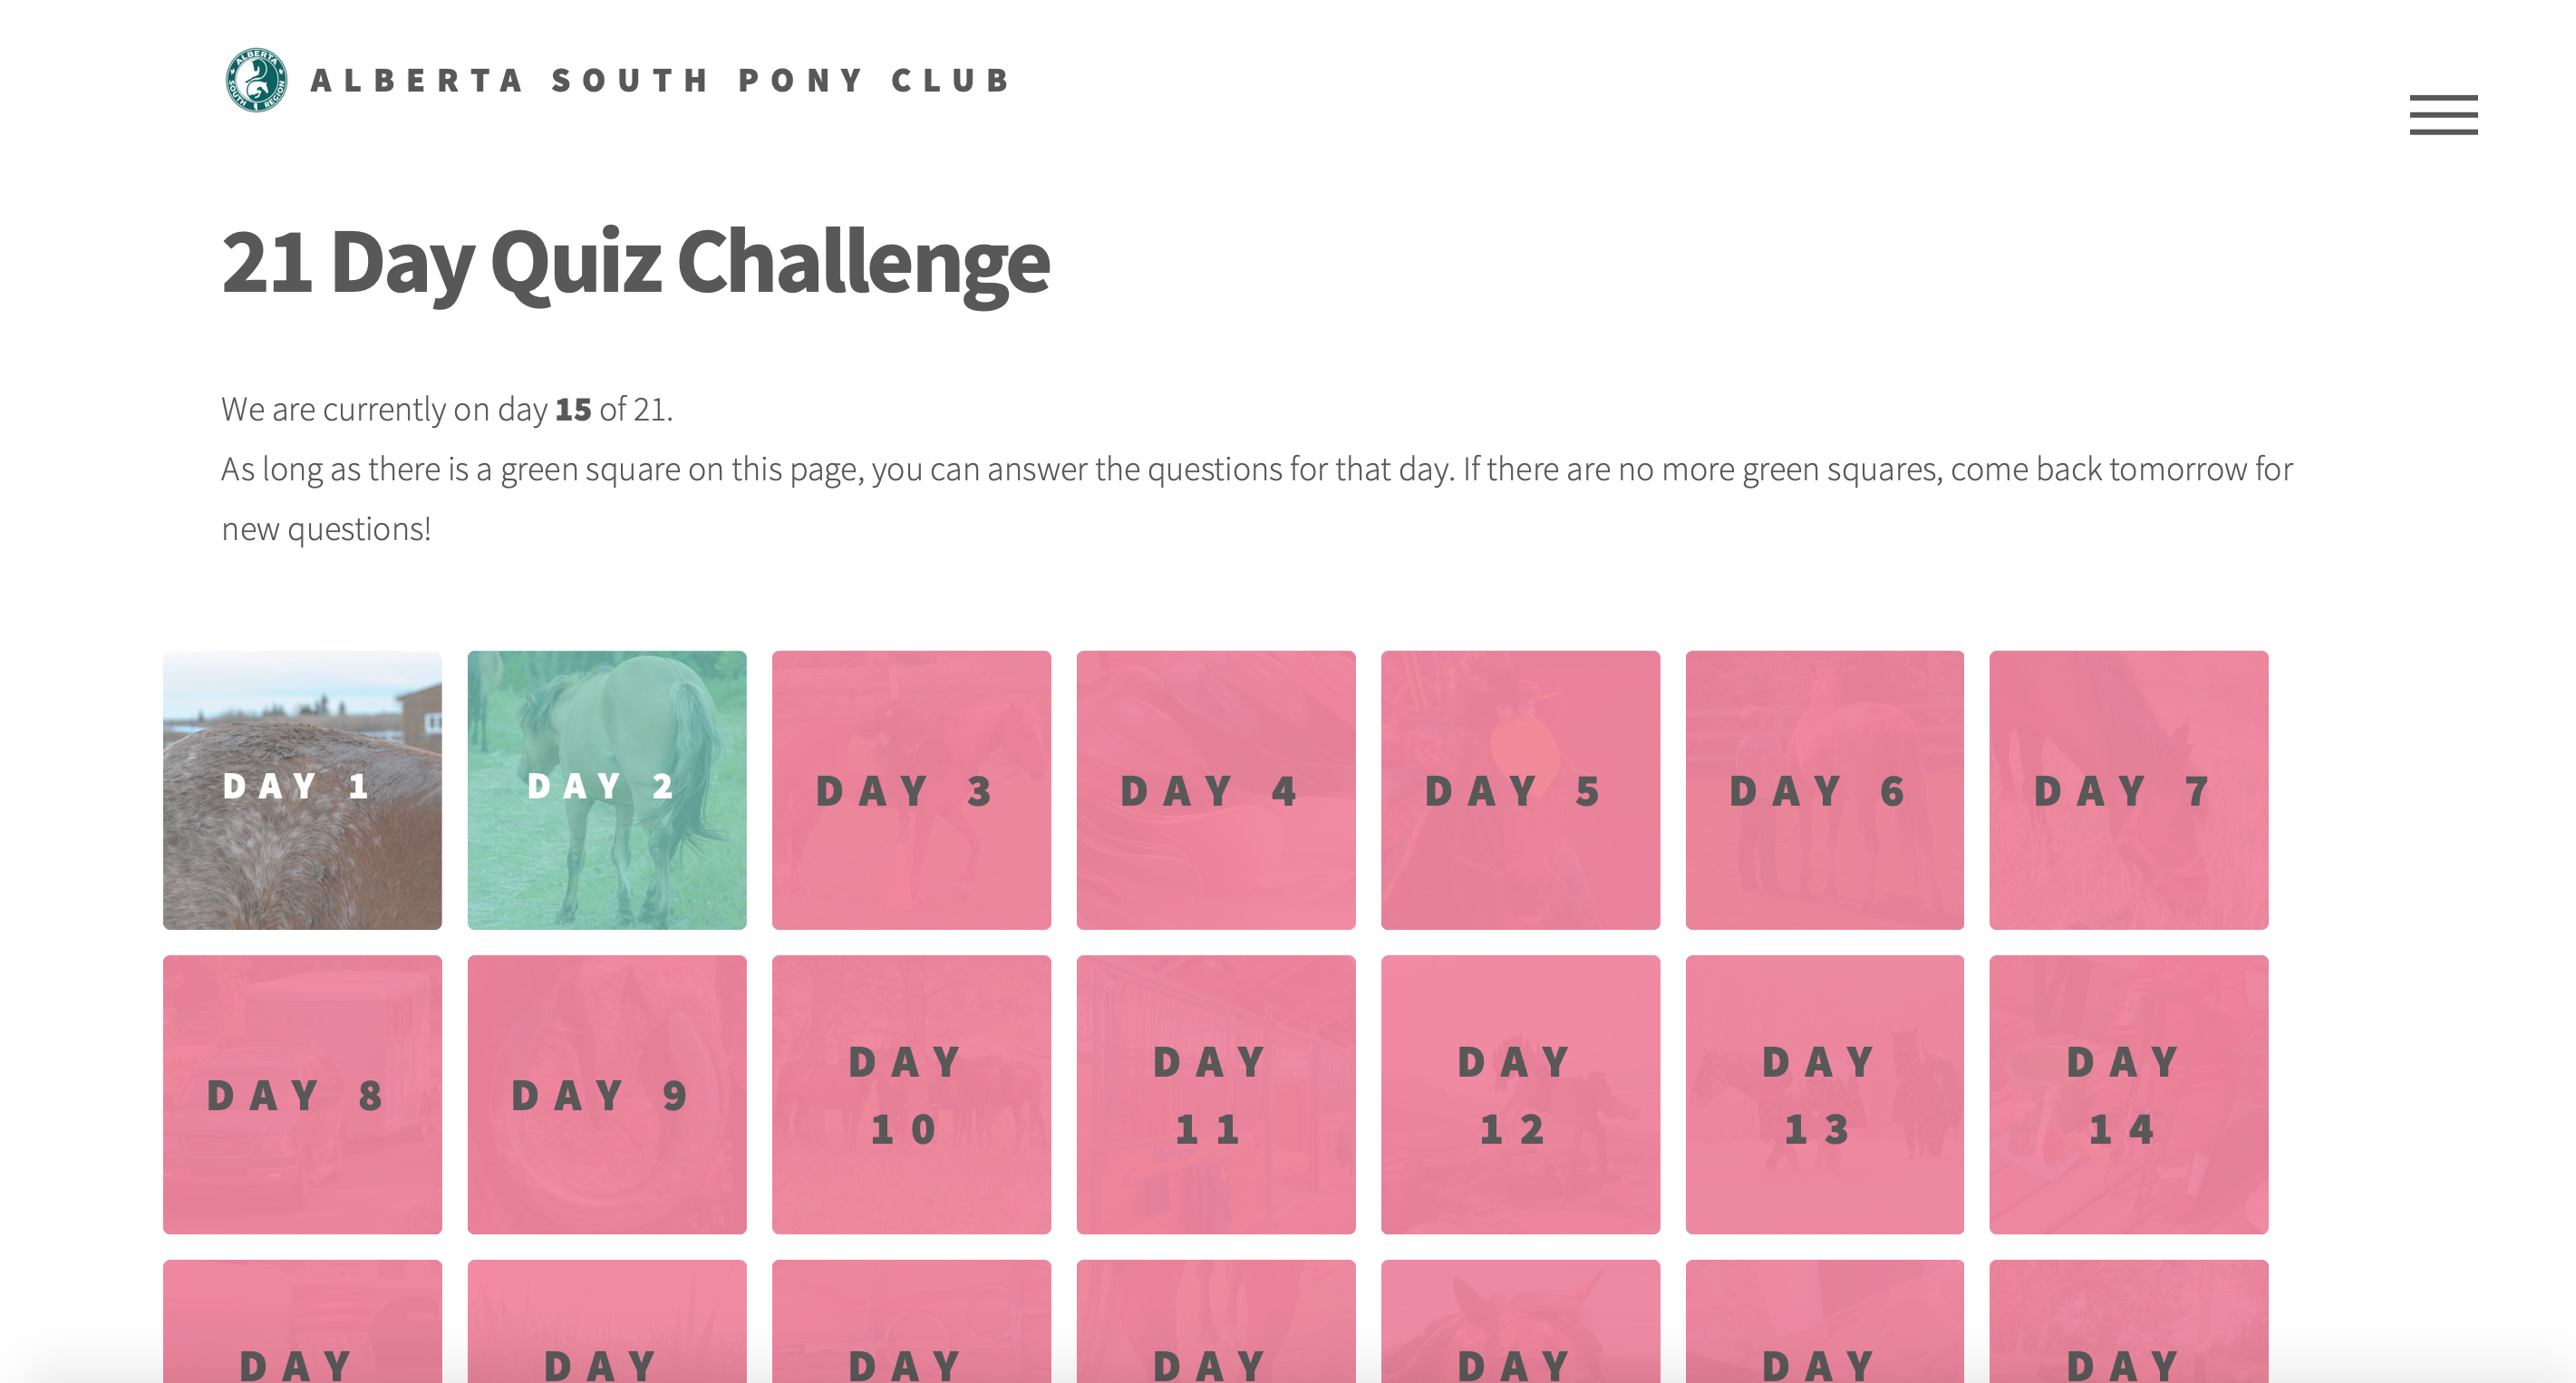 ALBERTA SOUTH REGION
ALBERTA SOUTH PONY CLUB
21 Day Quiz Challenge
We are currently on day 15 of 21.
As long as there is a green square on this page, you can answer the questions for that day. If there are no more green squares, come back tomorrow for
new questions!
DAY 1
DAY 2
DAY 3
DAY 4
DAY 5
DAY 6
DAY 7
DAY 8
DAY 9
DAY
10
DAY
11
DAY
12
DAY
13
DAY
14
DAY
DAY
DAY
DAY
DAY
DAY
DAY